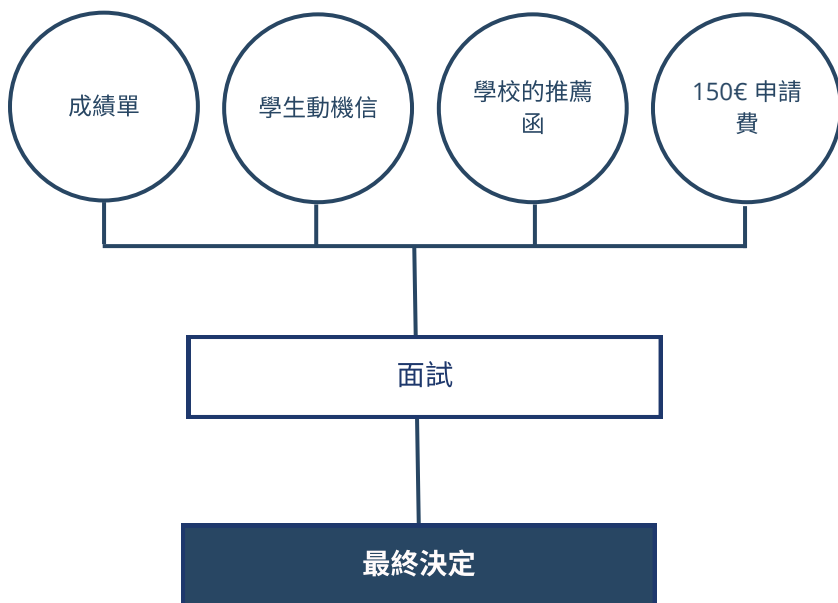 成績單
學生動機信
學校的推薦
函
150€ 申請
費
面試
最終決定